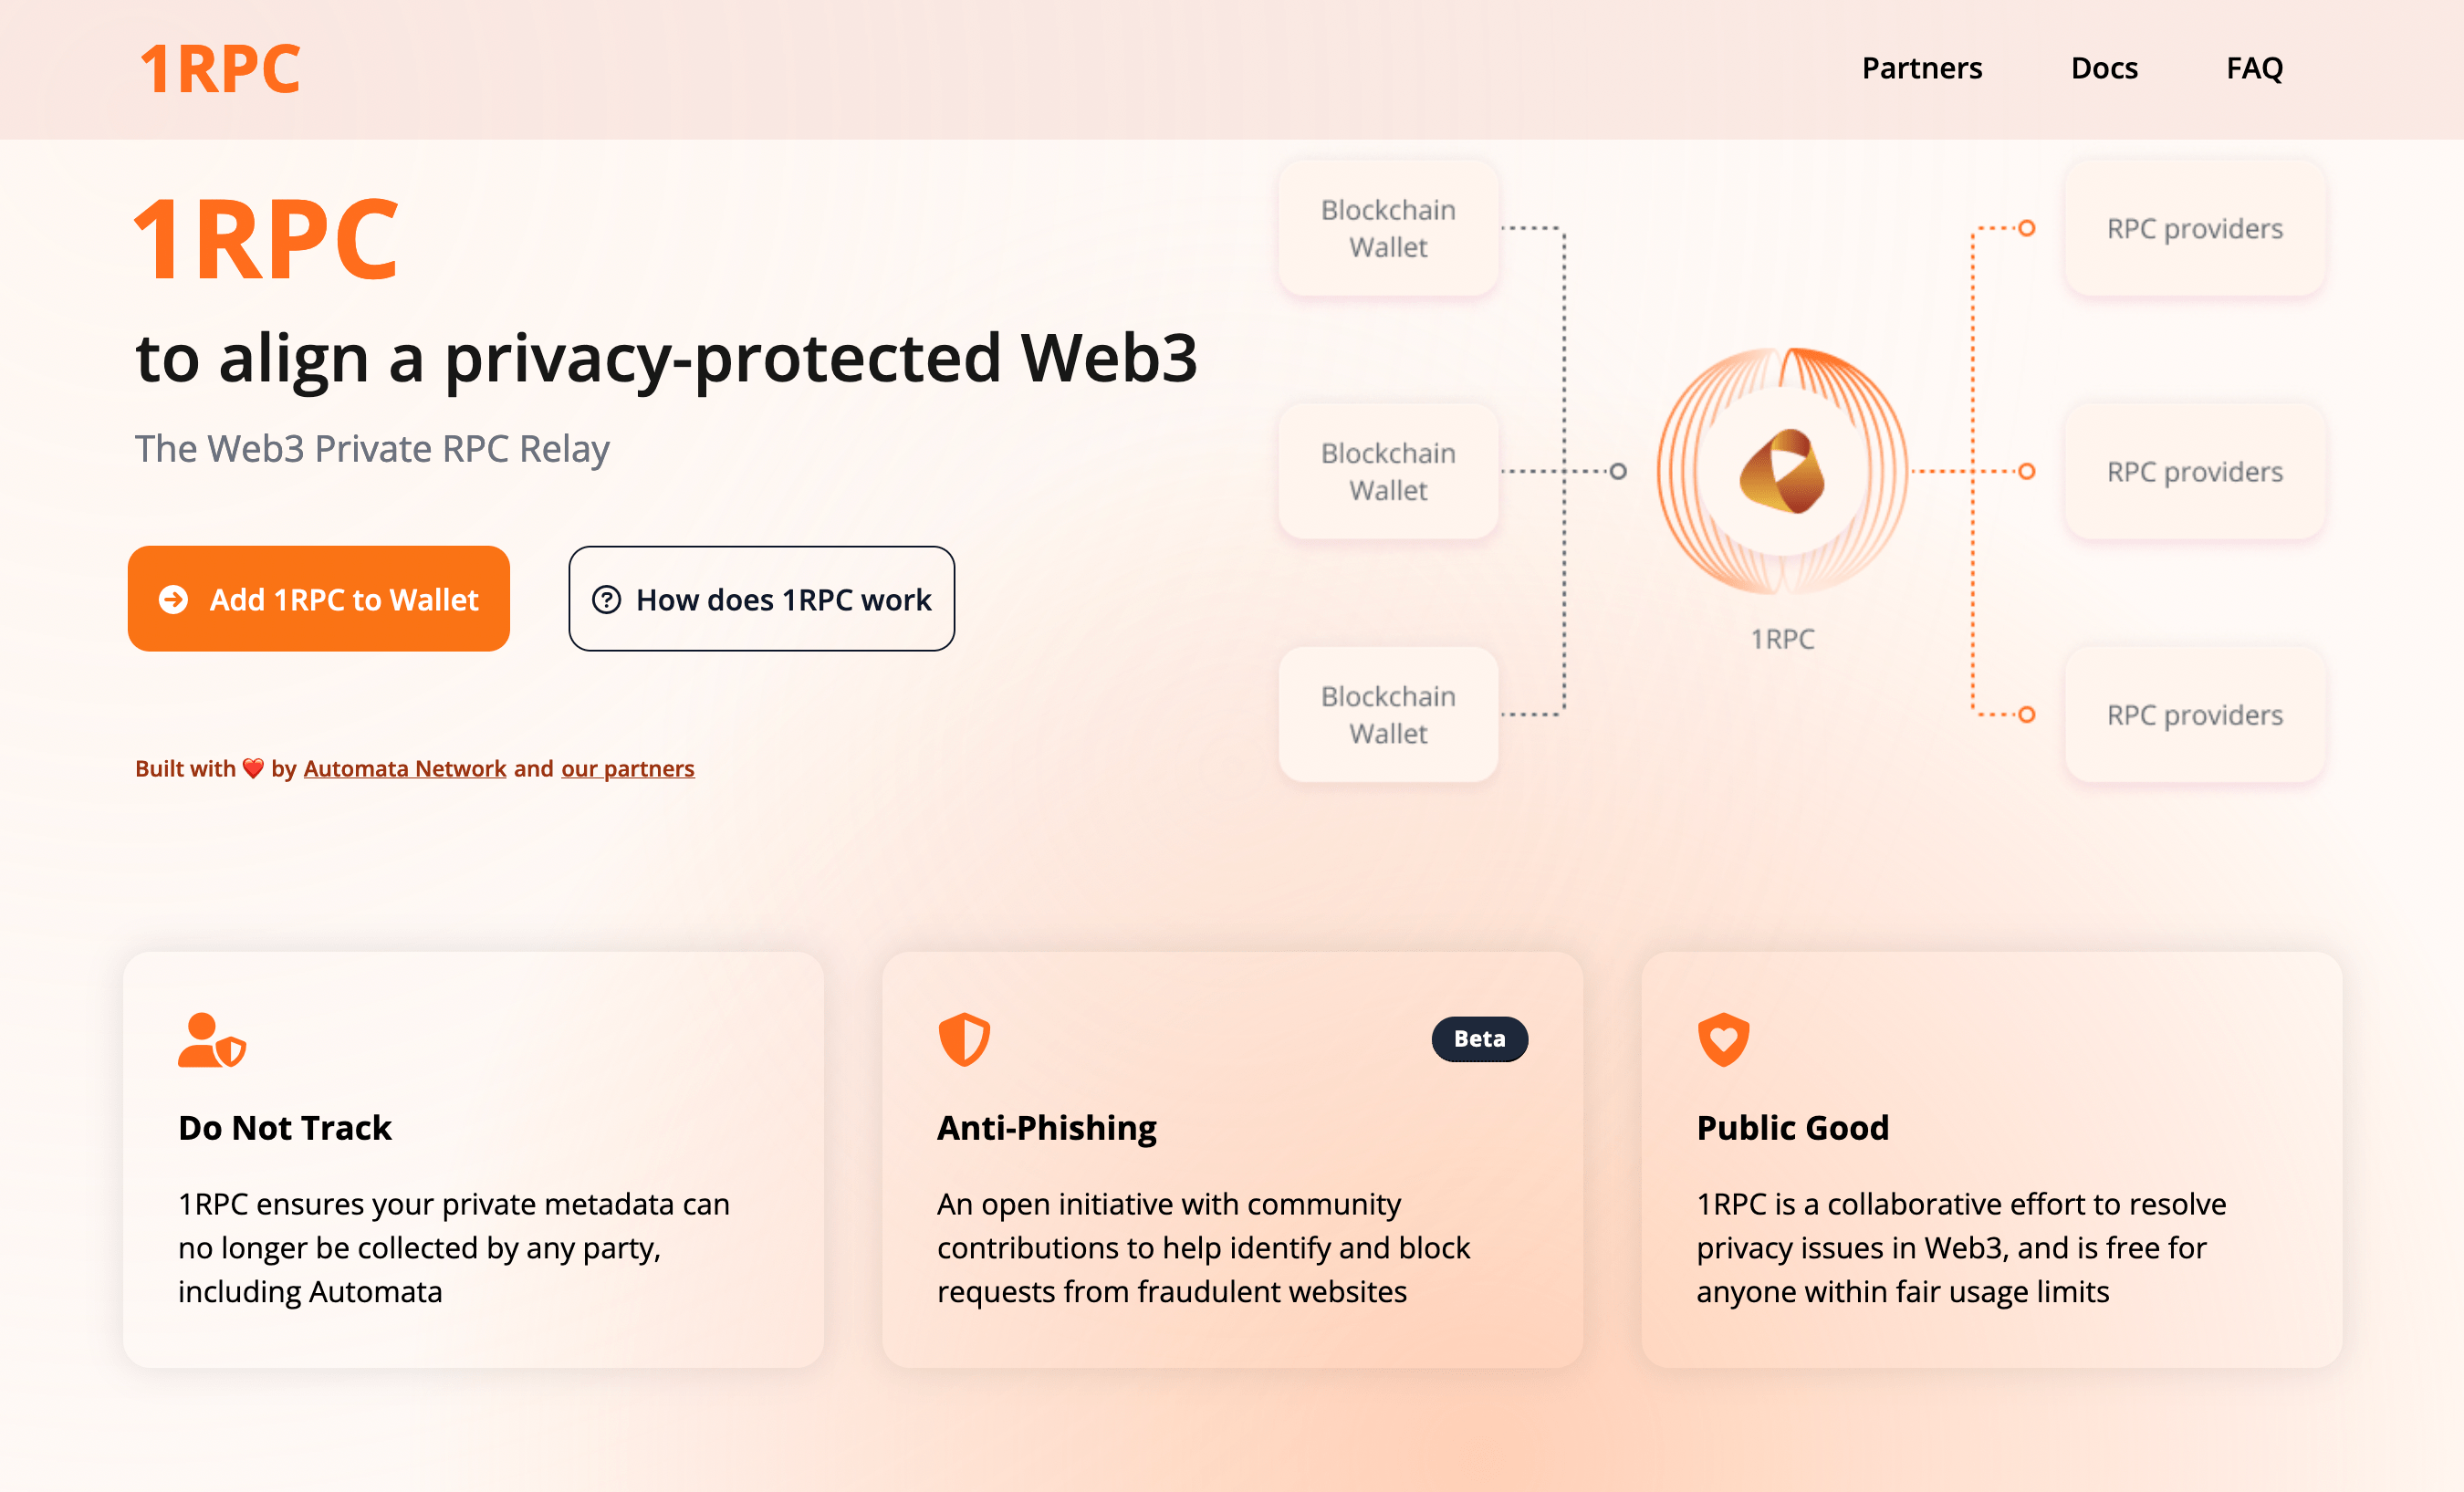 1RPC
Partners
Docs
FAQ
1RPC
to align a privacy-protected Web3
The Web3 Private RPC Relay
Add 1RPC to Wallet
How does 1RPC work
Built with ❤️ by Automata Network and our partners
Blockchain
Wallet
Blockchain
Wallet
Blockchain
Wallet
1RPC
RPC providers
RPC providers
RPC providers
Do Not Track
1RPC ensures your private metadata can
no longer be collected by any party,
including Automata
Beta
Anti-Phishing
An open initiative with community
contributions to help identify and block
requests from fraudulent websites
Public Good
1RPC is a collaborative effort to resolve
privacy issues in Web3, and is free for
anyone within fair usage limits